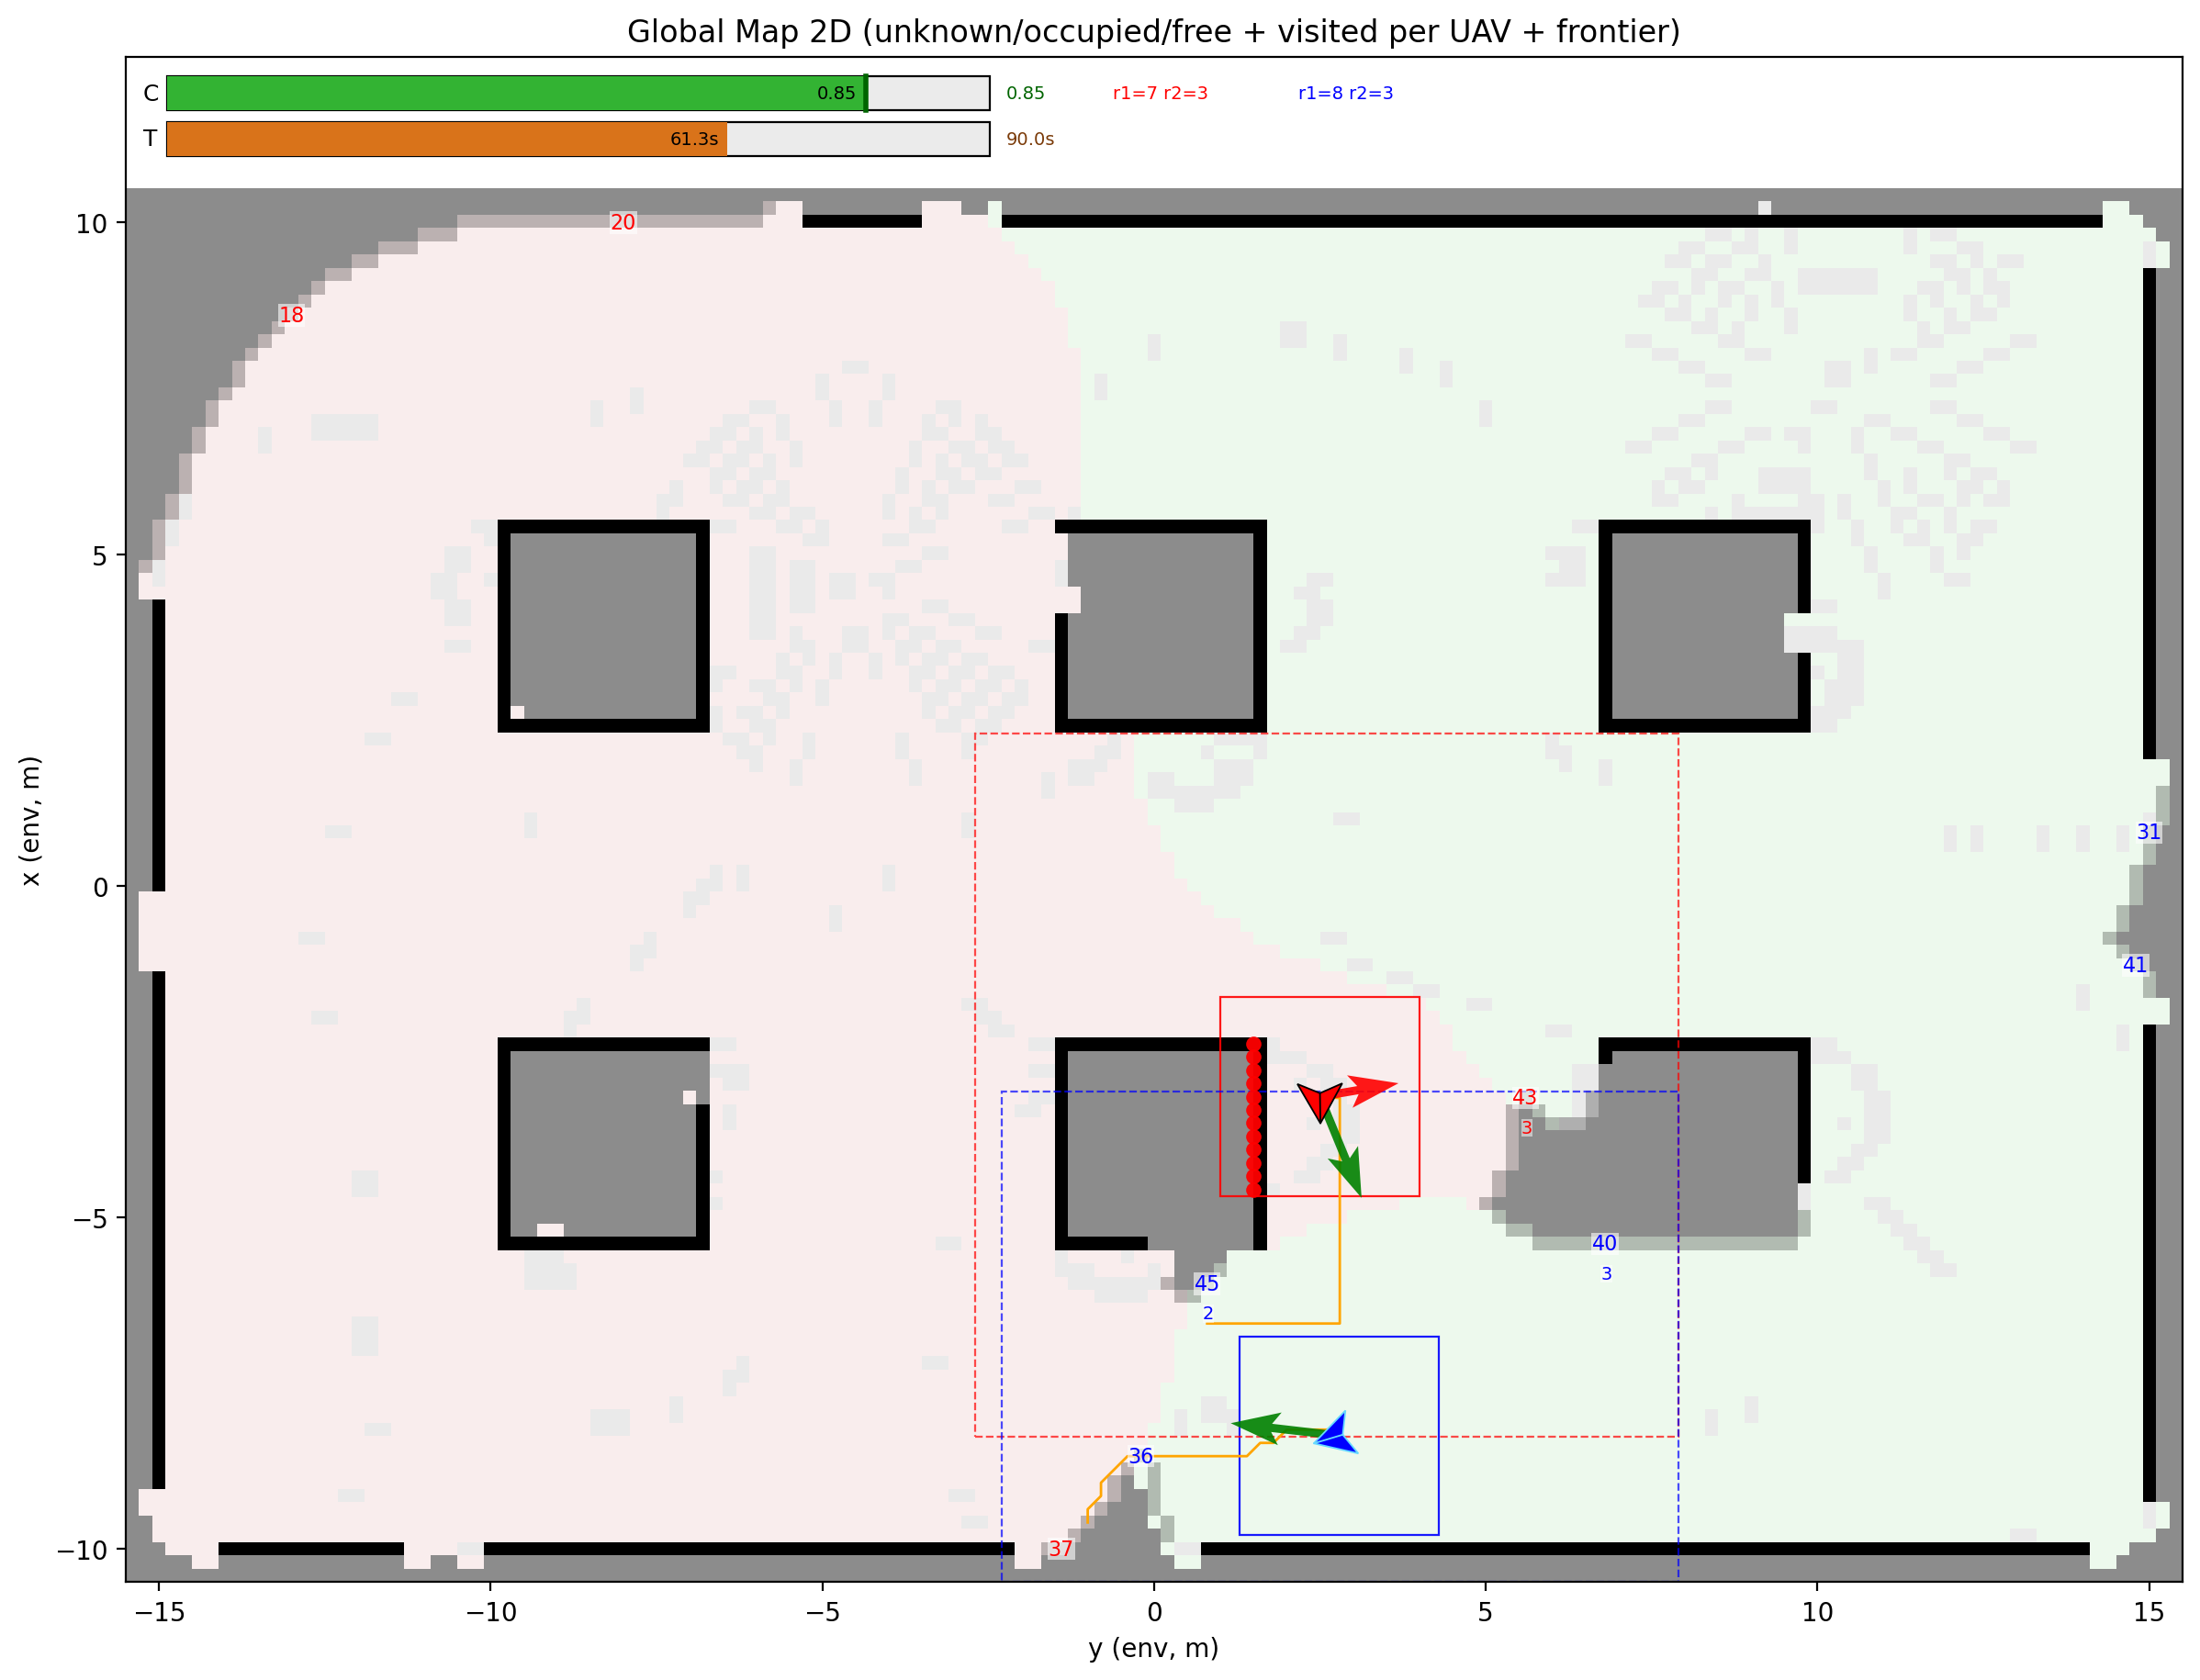 Global Map 2D (unknown/occupied/free + visited per UAV + frontier)
C 0.85 0.85 r1=7 r2=3 r1=8 r2=3
T 61.3s 90.0s
10
5
0
−5
−10
x (env, m)
20
18
31
41
43
3
40
3
45
2
36
37
−15 −10 −5 0 5 10 15
y (env, m)